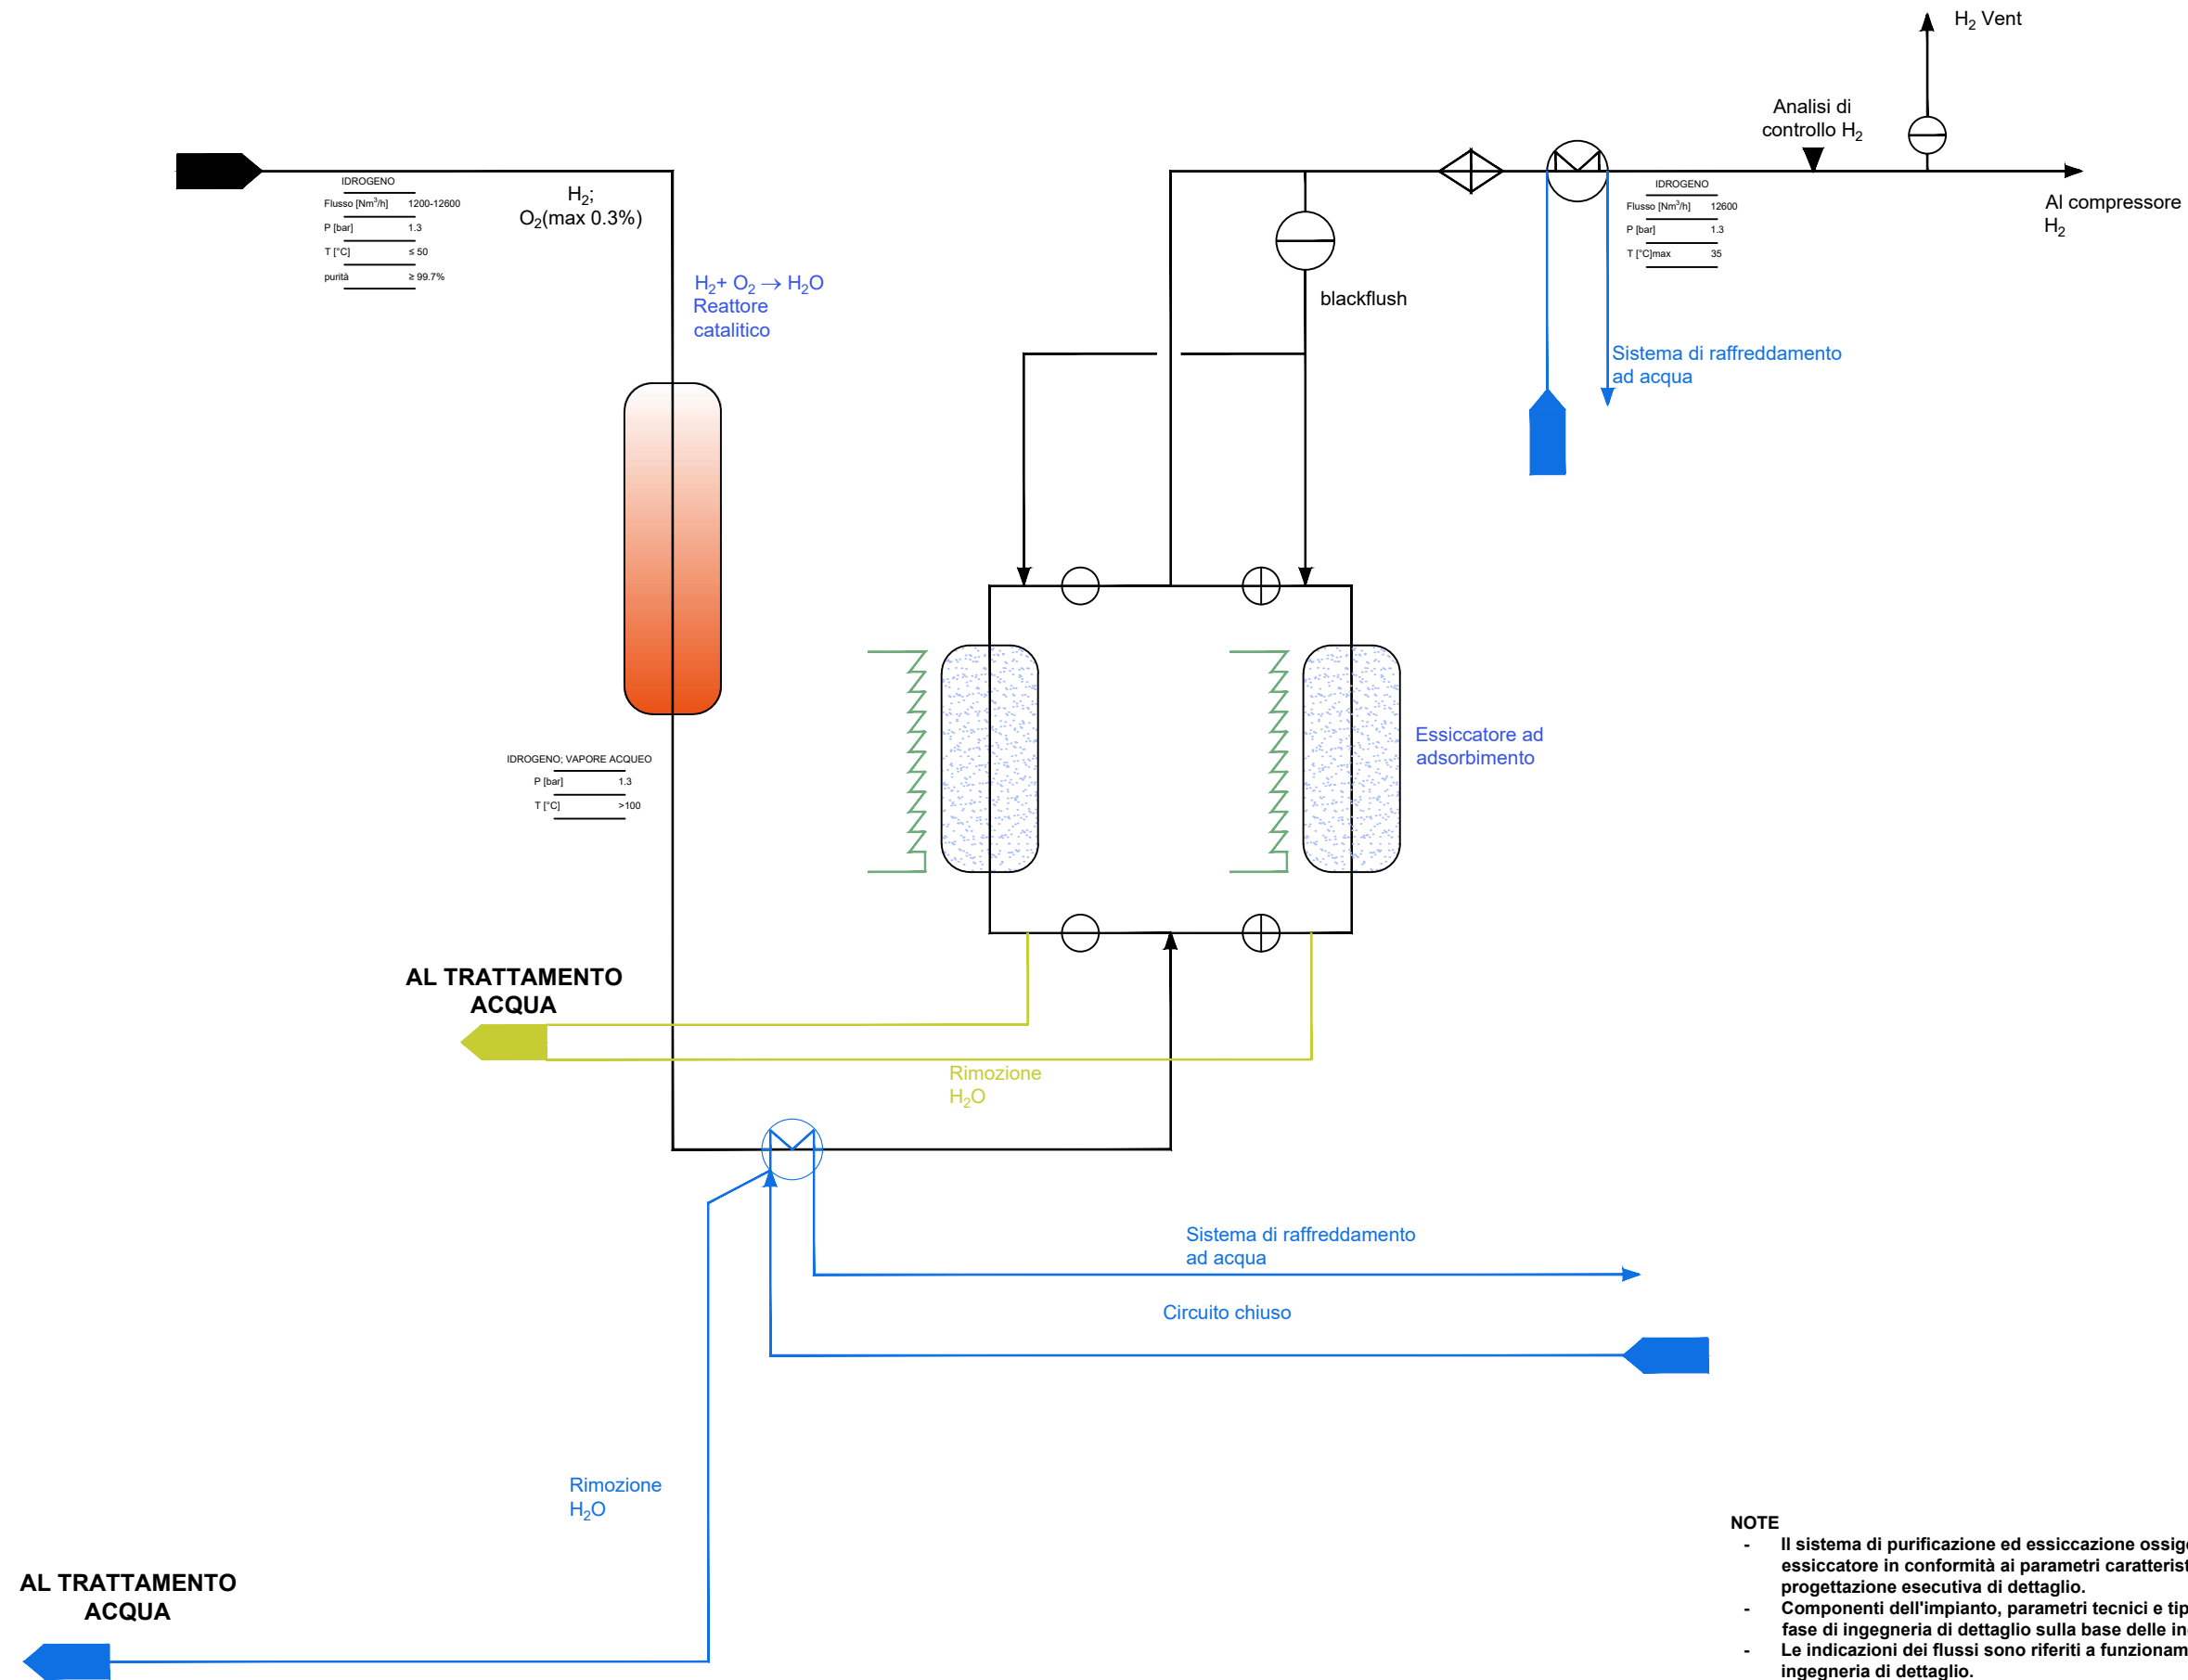 H₂ Vent
Analisi di
controllo H₂
Al compressore
H₂
IDROGENO
Flusso [Nm³/h] 1200-12600
P [bar] 1.3
T [°C] ≤ 50
purità ≥ 99.7%
H₂;
O₂(max 0.3%)
IDROGENO
Flusso [Nm³/h] 12600
P [bar] 1.3
T [°C]max 35
H₂+ O₂ → H₂O
Reattore
catalitico
blackflush
Sistema di raffreddamento
ad acqua
Essiccatore ad
adsorbimento
IDROGENO; VAPORE ACQUEO
P [bar] 1.3
T [°C] >100
AL TRATTAMENTO
ACQUA
Rimozione
H₂O
Sistema di raffreddamento
ad acqua
Circuito chiuso
Rimozione
H₂O
AL TRATTAMENTO
ACQUA
NOTE
- Il sistema di purificazione ed essiccazione
essiccatore in conformità ai parametri
progettazione esecutiva di dettaglio.
- Componenti dell'impianto, parametri tecnici e
fase di ingegneria di dettaglio sulla base delle
- Le indicazioni dei flussi sono riferiti a
ingegneria di dettaglio.